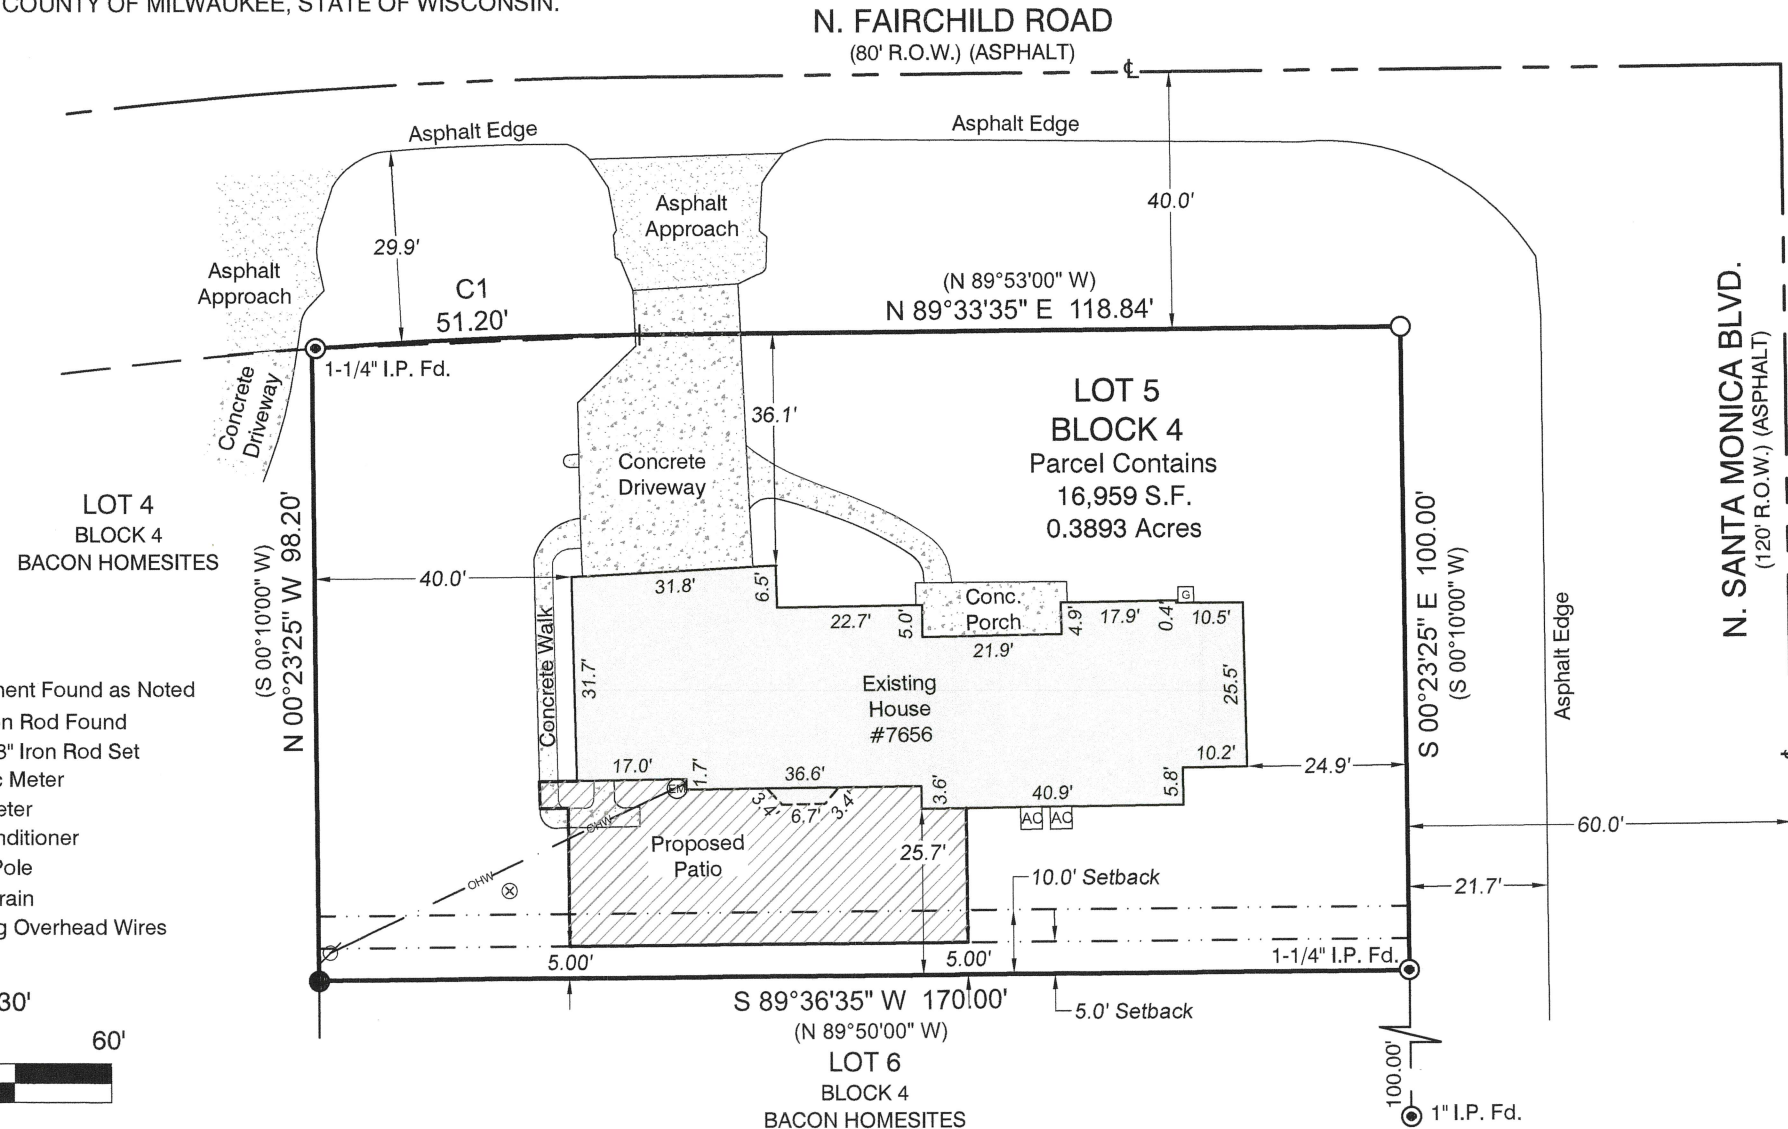 COUNTY OF MILWAUKEE, STATE OF WISCONSIN.
N. FAIRCHILD ROAD
(80' R.O.W.) (ASPHALT)
℄
Asphalt Edge
Asphalt Edge
Asphalt
Approach
40.0'
29.9'
Asphalt
Approach
C1
51.20'
(N 89°53'00" W)
N 89°33'35" E 118.84'
1-1/4" I.P. Fd.
Concrete
Driveway
36.1'
LOT 5
BLOCK 4
Parcel Contains
16,959 S.F.
0.3893 Acres
Concrete
Driveway
N. SANTA MONICA BLVD.
(120' R.O.W.) (ASPHALT)
LOT 4
BLOCK 4
BACON HOMESITES
(S 00°10'00" W)
N 00°23'25" W 98.20'
S 00°23'25" E 100.00'
(S 00°10'00" W)
Asphalt Edge
40.0'
31.8'
6.5'
22.7'
5.0'
Conc.
Porch
4.9'
17.9'
0.4'
G
10.5'
21.9'
Concrete Walk
31.7'
Existing
House
#7656
25.5'
10.2'
24.9'
17.0'
1.7'
EM
36.6'
3.4'
6.7'
3.4'
3.6'
40.9'
5.8'
AC
AC
60.0'
OHW
Proposed
Patio
25.7'
10.0' Setback
21.7'
OHW
ment Found as Noted
on Rod Found
8" Iron Rod Set
c Meter
eter
nditioner
Pole
rain
g Overhead Wires
5.00'
5.00'
1-1/4" I.P. Fd.
S 89°36'35" W 170.00'
(N 89°50'00" W)
5.0' Setback
LOT 6
BLOCK 4
BACON HOMESITES
30'
60'
100.00'
1" I.P. Fd.